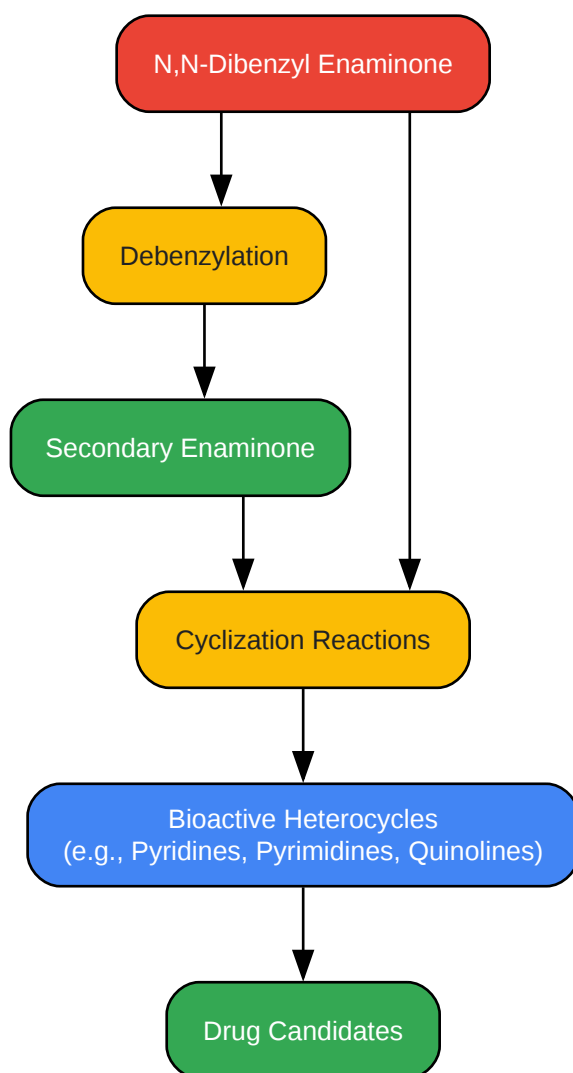 N,N-Dibenzyl Enaminone
Debenzylation
Secondary Enaminone
Cyclization Reactions
Bioactive Heterocycles
(e.g., Pyridines, Pyrimidines, Quinolines)
Drug Candidates